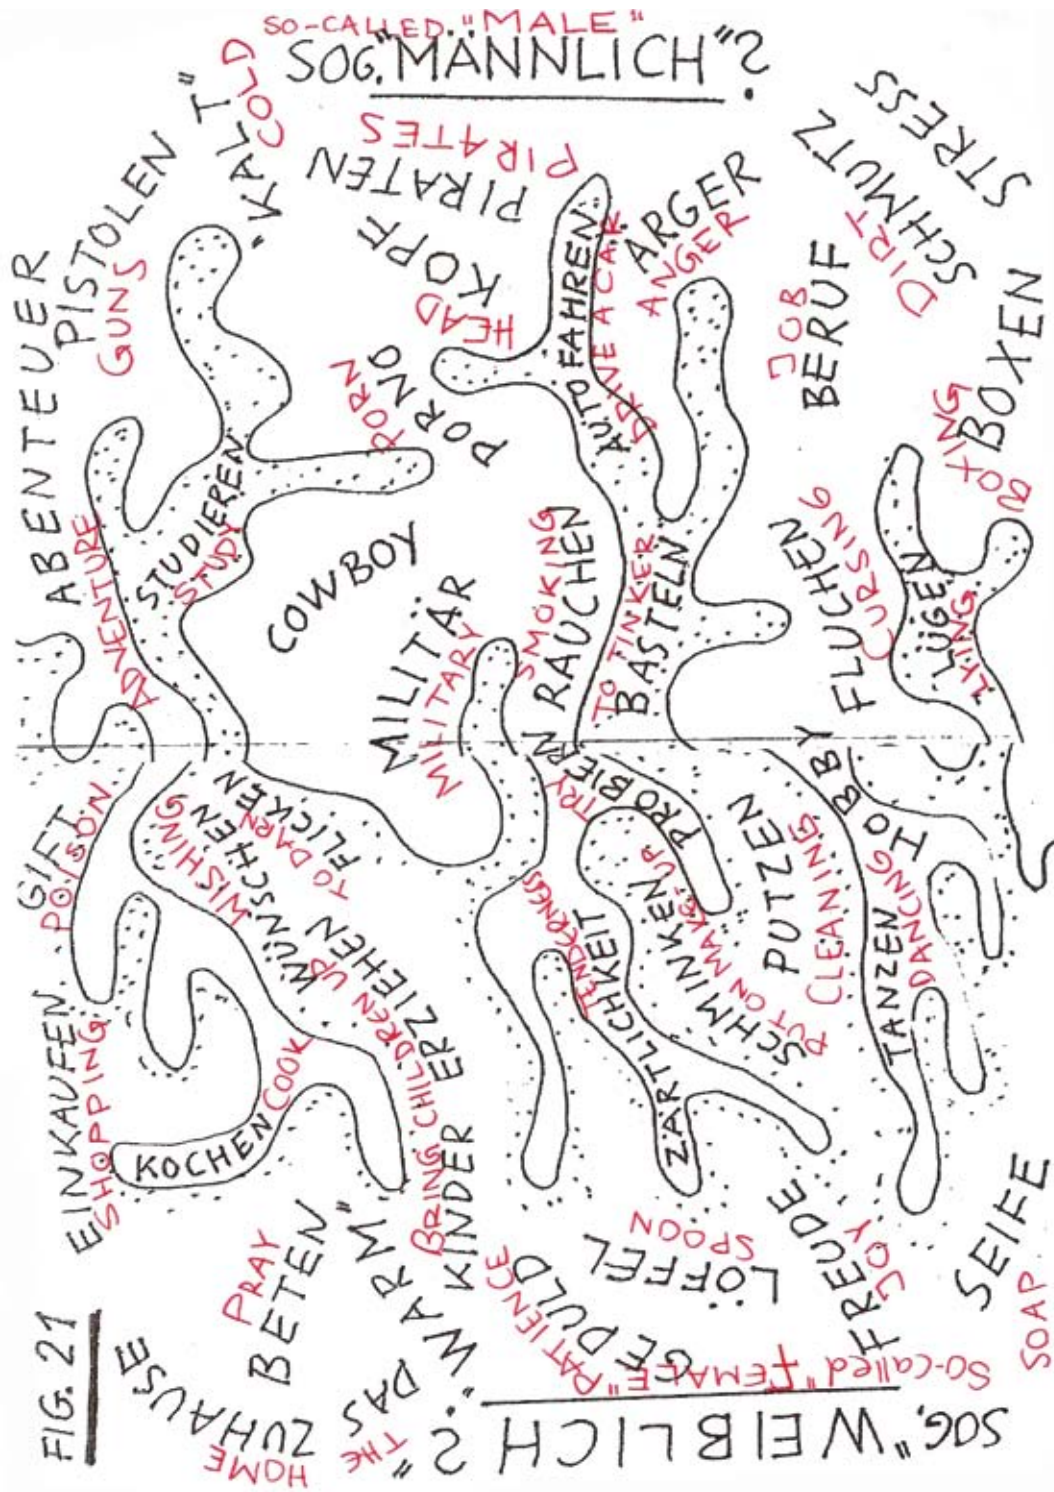 SO-CALLED "MALE"
SOG. "MÄNNLICH"?
"KALT"
COLD
PIRATES
PIRATEN
KOPF
HEAD
PISTOLEN
GUNS
ABENTEUER
ADVENTURE
STRESS
SCHMUTZ
DIRT
ÄRGER
ANGER
AUTOFAHREN
DRIVE A CAR
JOB
BERUF
BOXEN
BOXING
PORN
PORNO
STUDIEREN
STUDY
COWBOY
MILITÄR
MILITARY
SMOKING
RAUCHEN
TO TINKER
BASTELN
FLUCHEN
CURSING
LÜGEN
LYING
PROBIEREN
TRY
HOBBY
GIFT
POISON
WÜNSCHEN
WISHING
FLICKEN
TO DARN
PUTZEN
CLEANING
TANZEN
DANCING
SCHMINKEN
PUT ON MAKE UP
ZÄRTLICHKEIT
TENDERNESS
KINDER ERZIEHEN
BRING CHILDREN UP
EINKAUFEN
SHOPPING
KOCHEN
COOK
SPOON
LÖFFEL
FREUDE
JOY
SEIFE
SOAP
GEDULD
PATIENCE
PRAY
BETEN
"WARM"
DAS ZUHAUSE
THE HOME
So-called "FEMALE"
SOG. "WEIBLICH"?
FIG. 21